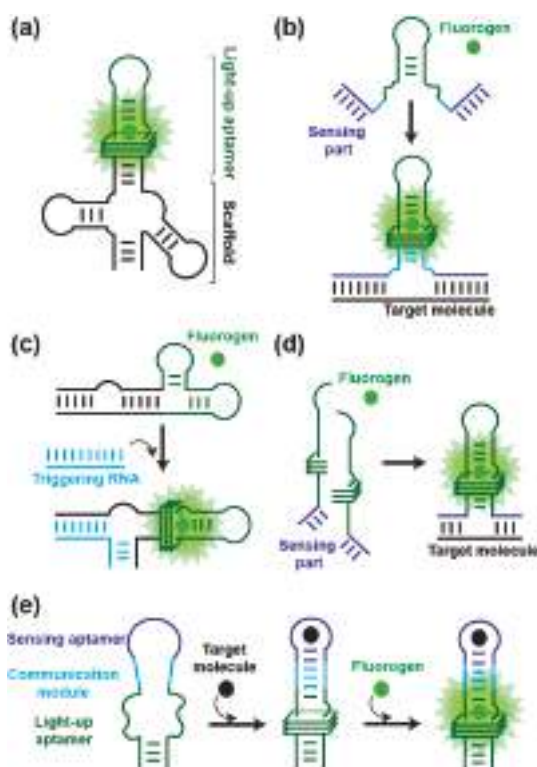 (a)
Light-up aptamer
Scaffold
(b)
Fluorogen
Sensing
part
Target molecule
(c)
Fluorogen
Triggering RNA
(d)
Fluorogen
Sensing
part
Target molecule
(e)
Sensing aptamer
Communication
module
Light-up
aptamer
Target
molecule
Fluorogen